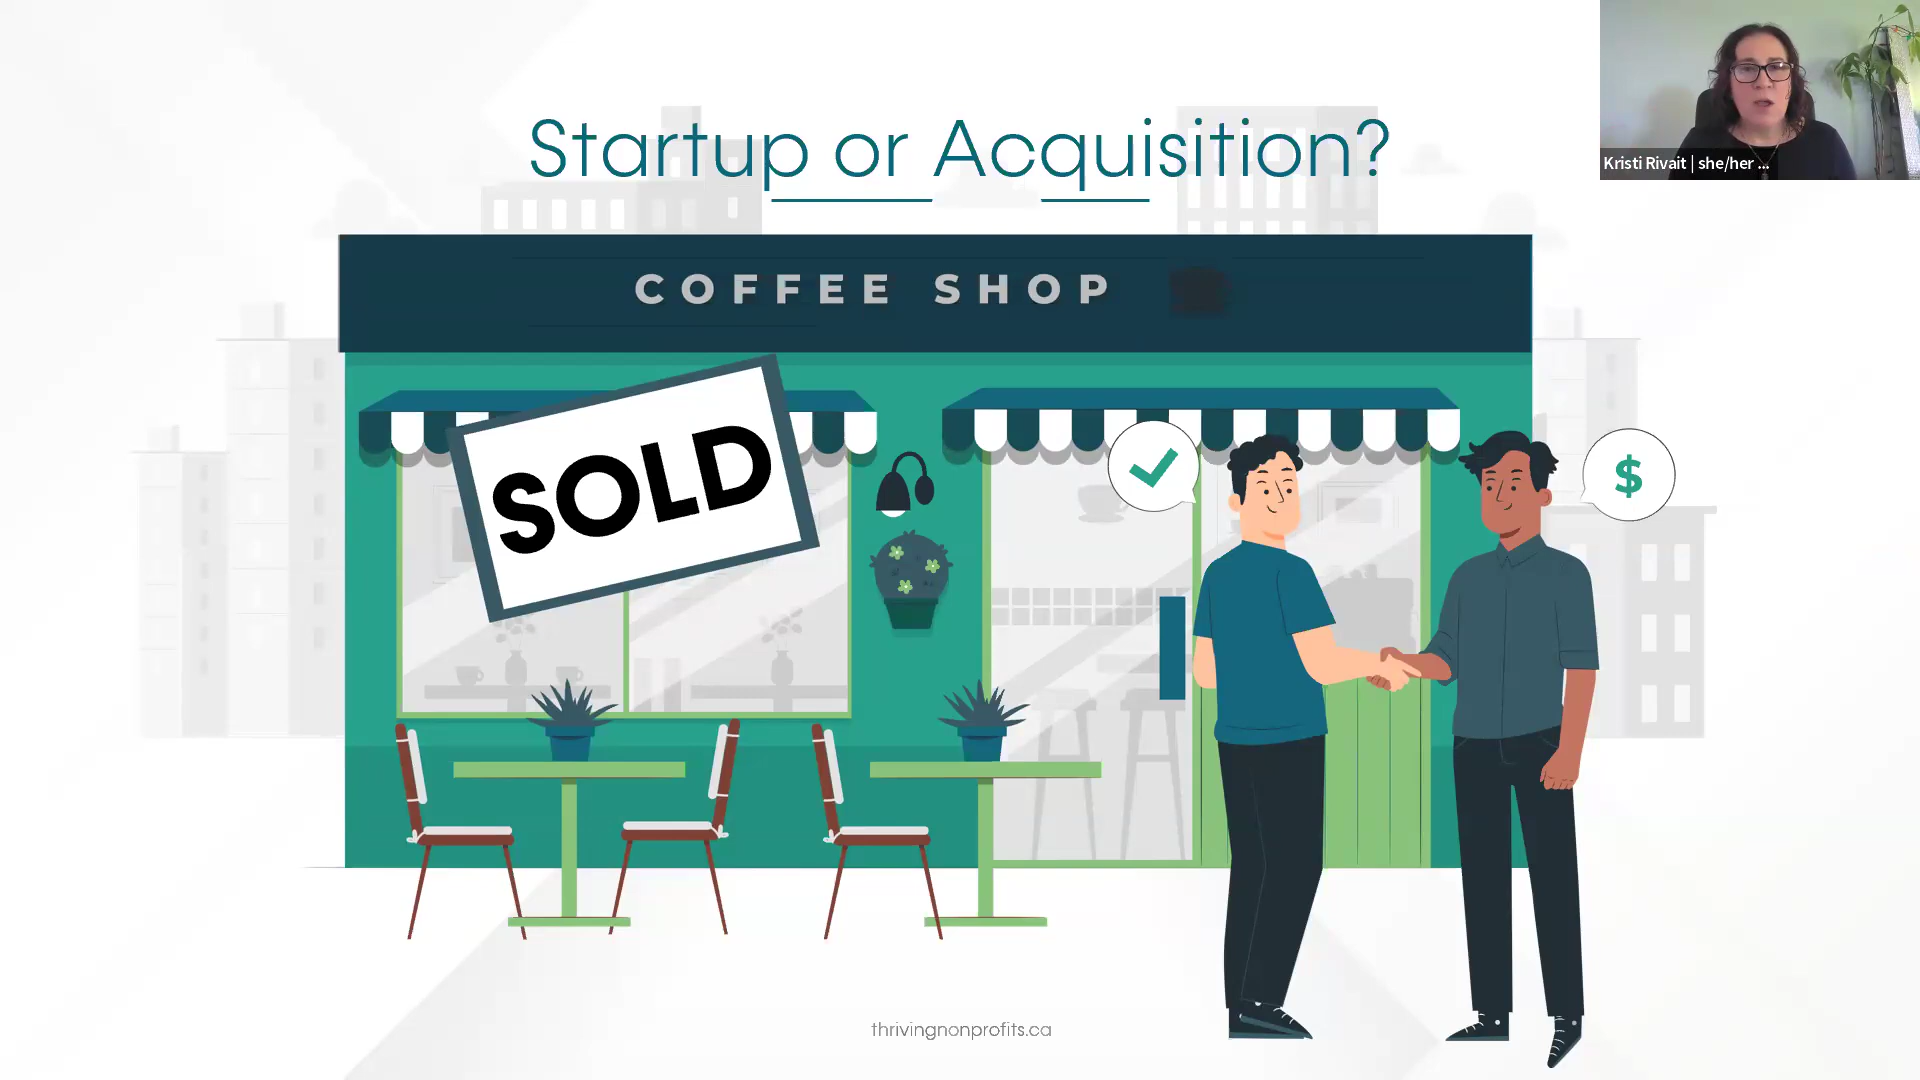 Startup or Acquisition?
Kristi Rivait | she/her ...
COFFEE SHOP
SOLD
$
thrivingnonprofits.ca